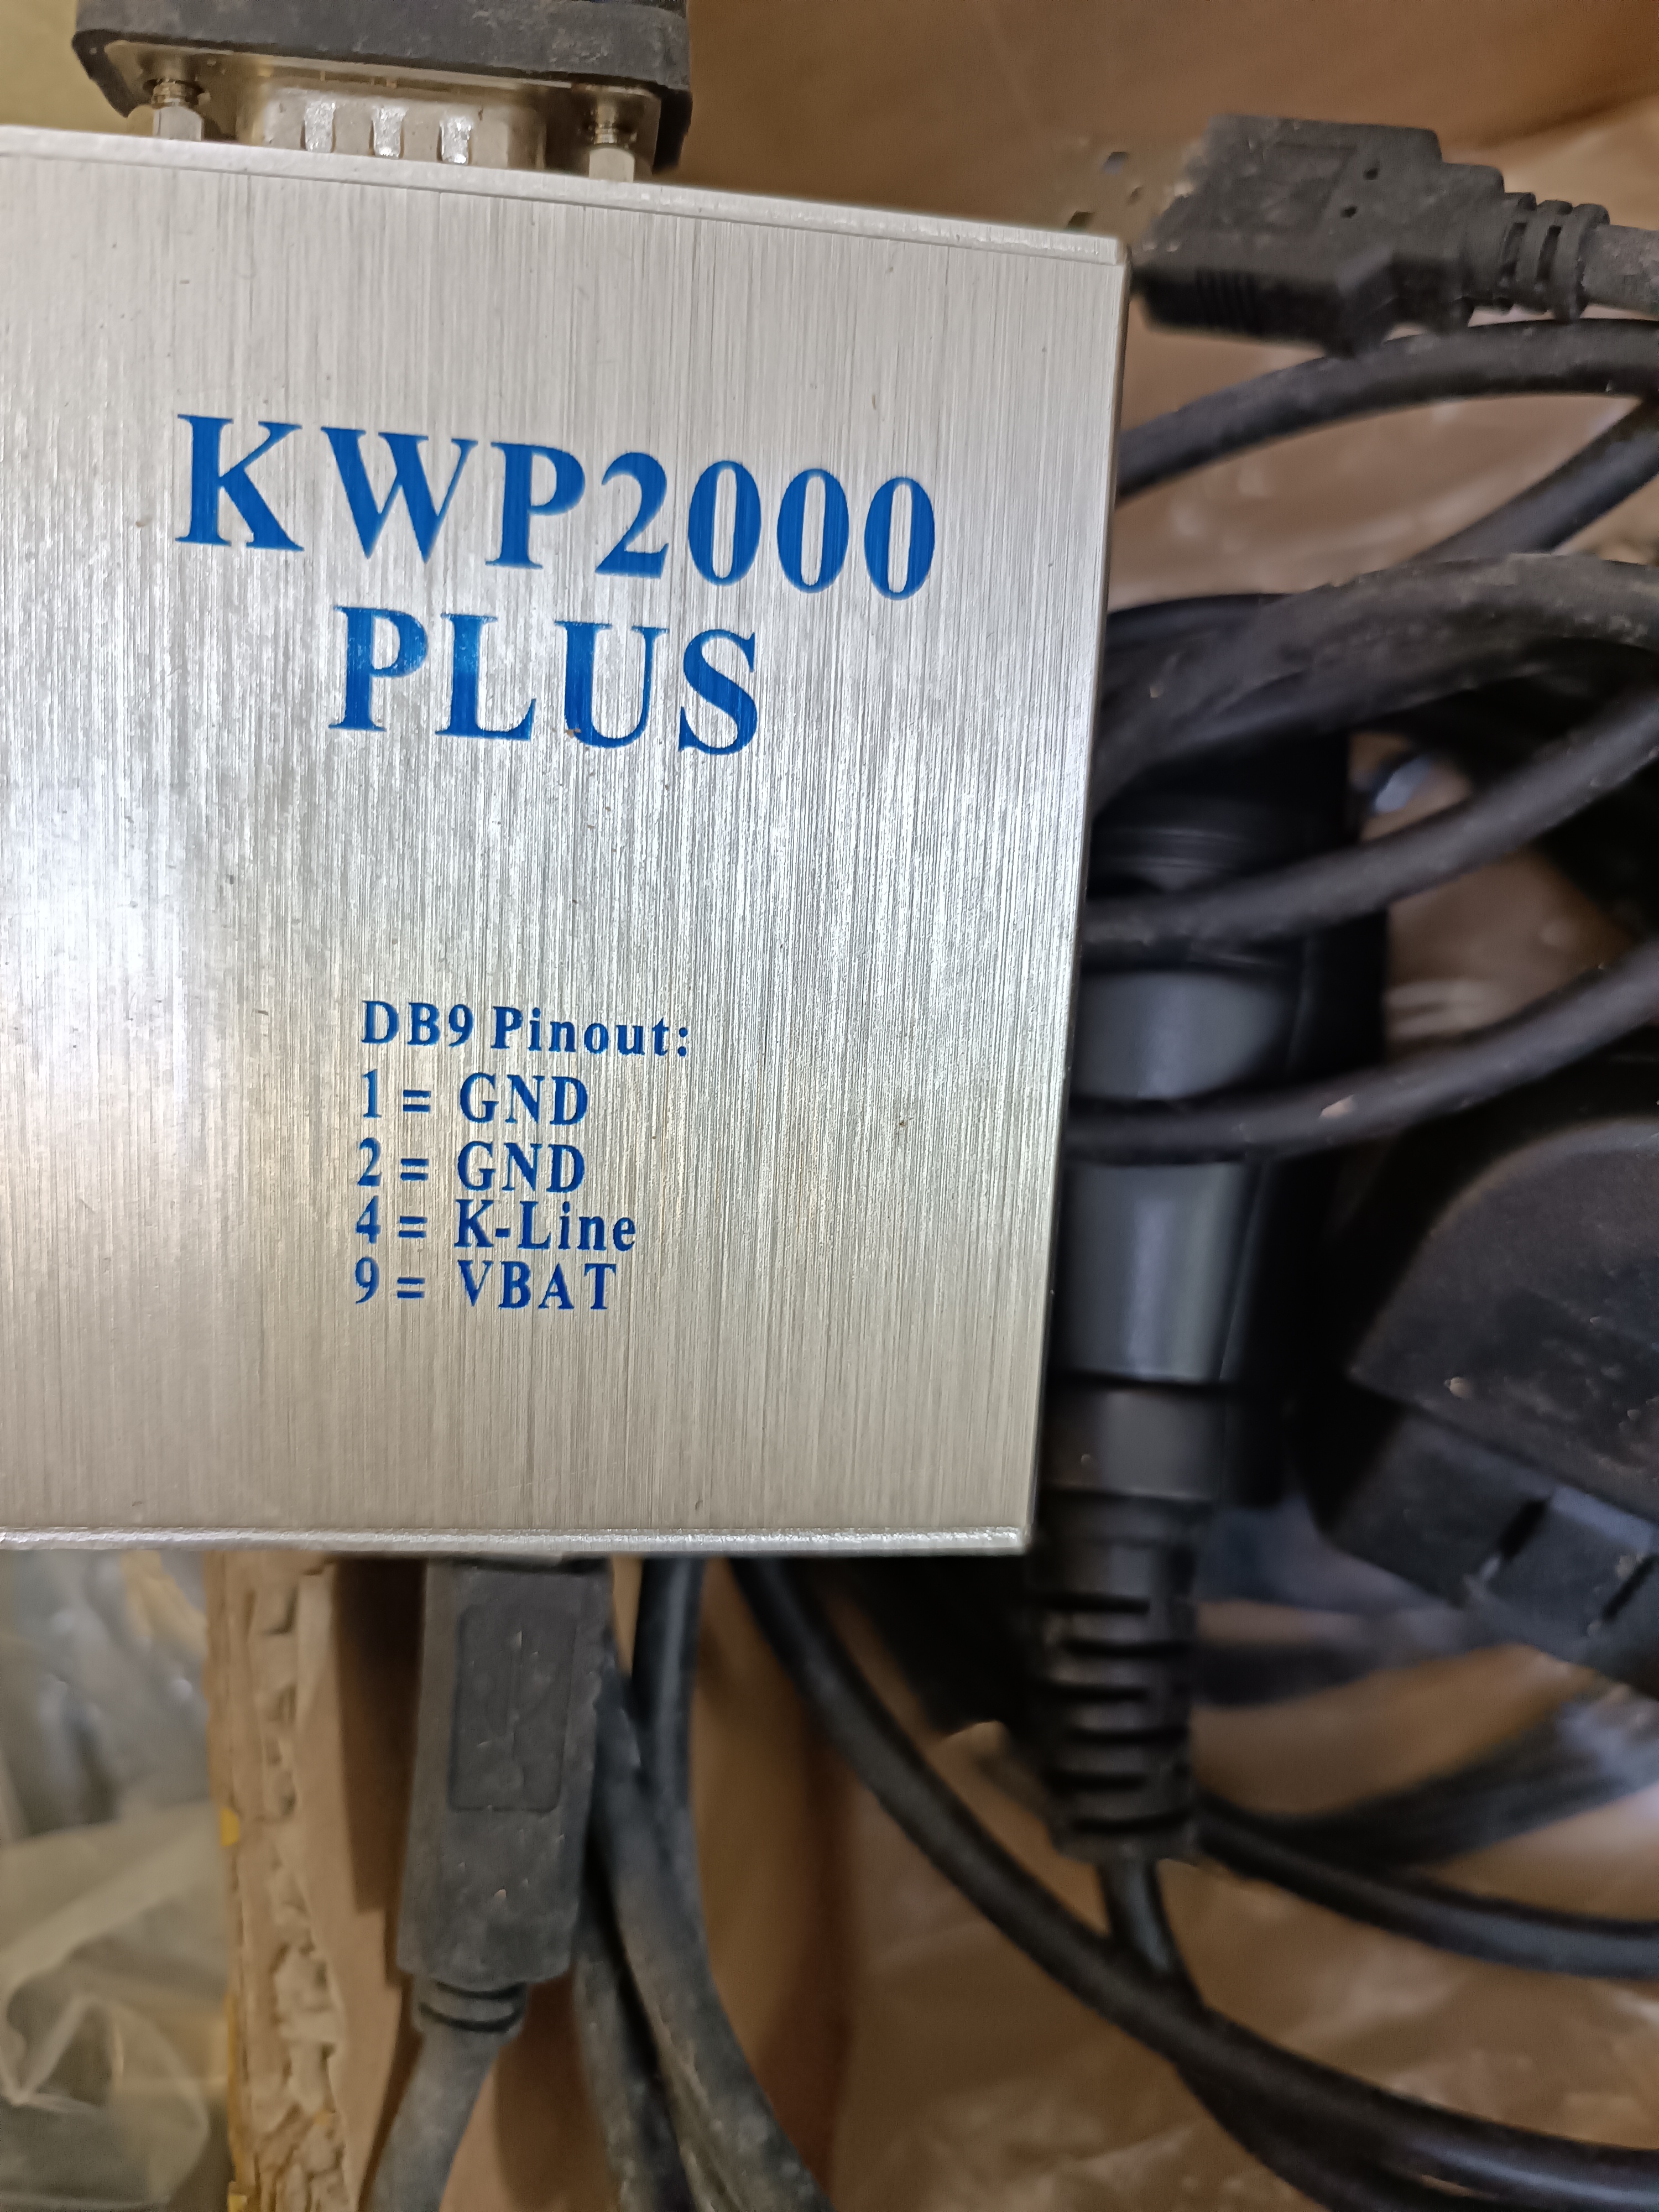 KWP2000
PLUS
DB9 Pinout:
1 = GND
2 = GND
4 = K-Line
9 = VBAT